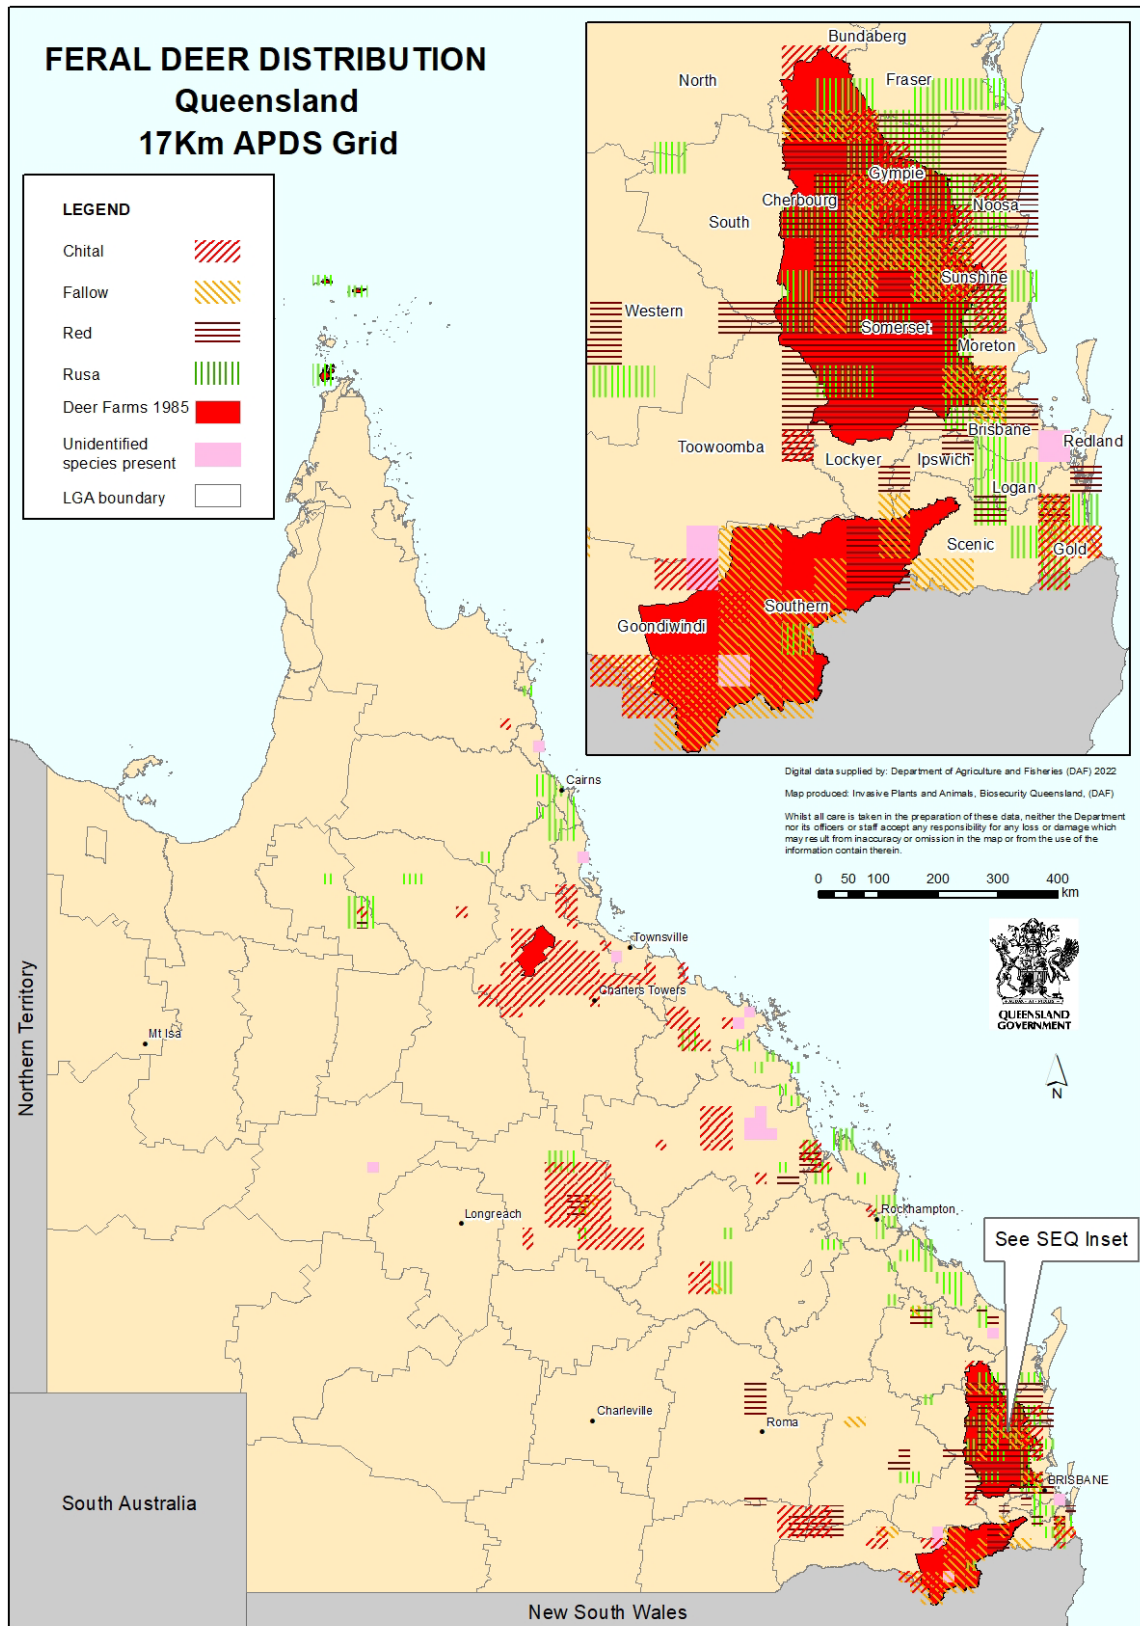 FERAL DEER DISTRIBUTION
Queensland
17Km APDS Grid
LEGEND
Chital
Fallow
Red
Rusa
Deer Farms 1985
Unidentified
species present
LGA boundary
Bundaberg
North
Fraser
Gympie
Cherbourg
Noosa
South
Sunshine
Western
Somerset
Moreton
Brisbane
Redland
Toowoomba
Lockyer
Ipswich
Logan
Scenic
Gold
Southern
Goondiwindi
Digital data supplied by: Department of Agriculture and Fisheries (DAF) 2022
Map produced: Invasive Plants and Animals, Biosecurity Queensland, (DAF)
Whilst all care is taken in the preparation of these data, neither the Department
nor its officers or staff accept any responsibility for any loss or damage which
may result from inaccuracy or omission in the map or from the use of the
information contain therein.
0 50 100 200 300 400
km
QUEENSLAND
GOVERNMENT
N
Cairns
Townsville
Charters Towers
Mt Isa
Northern Territory
Longreach
Rockhampton
See SEQ Inset
Charleville
Roma
BRISBANE
South Australia
New South Wales